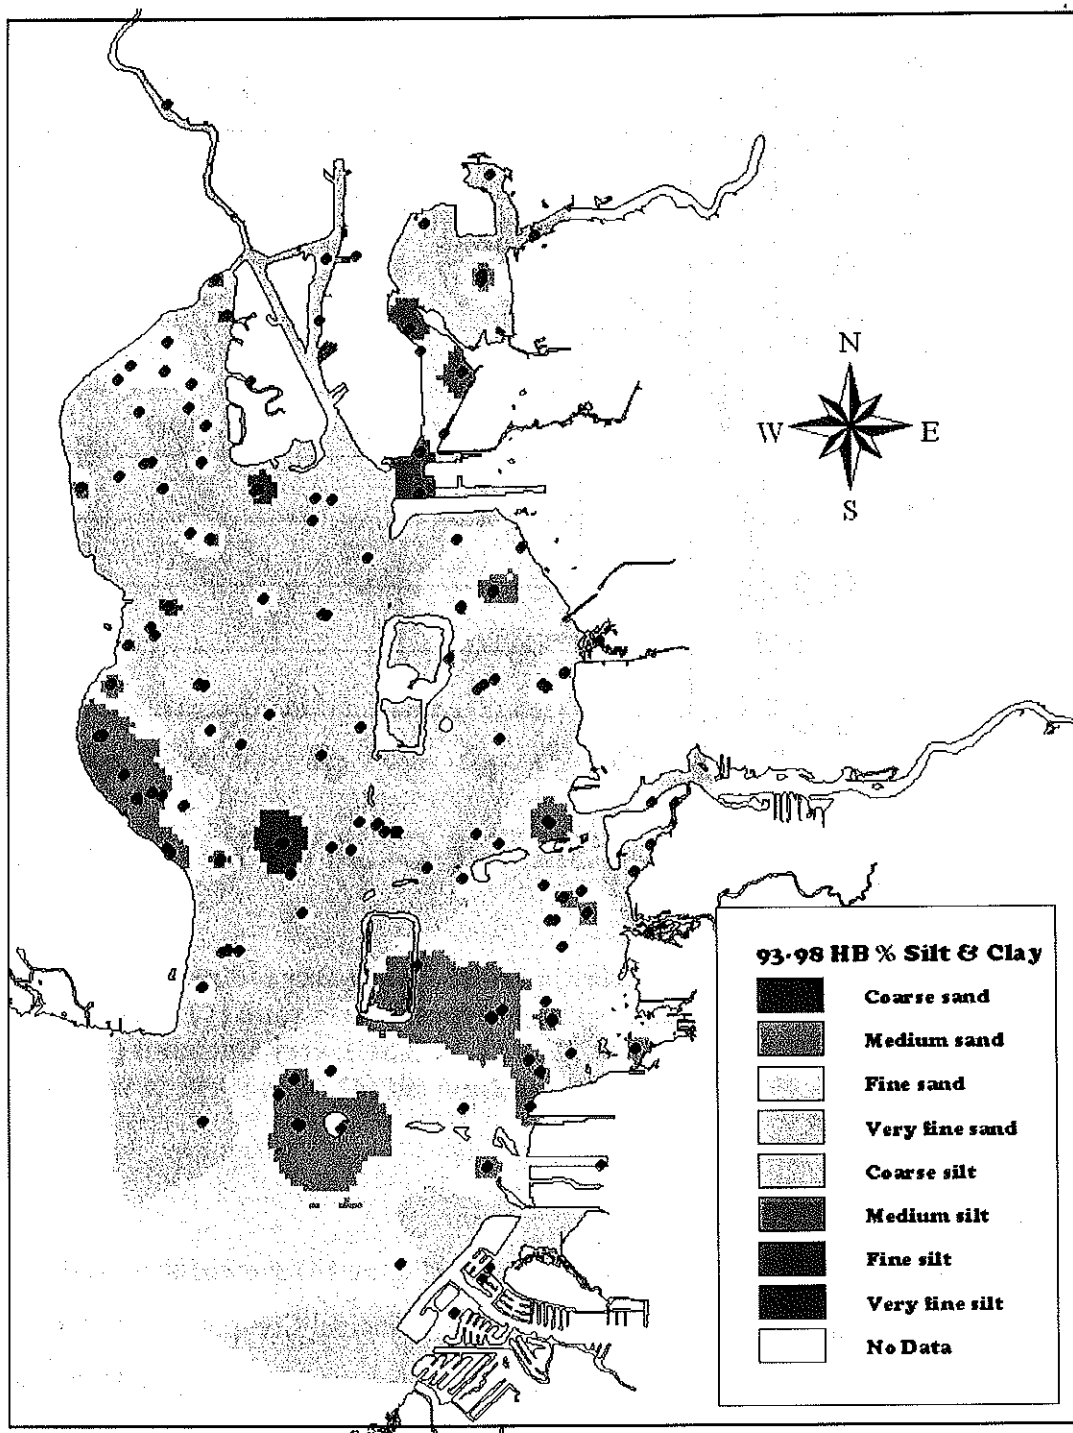 N
W E
S
93-98 HB % Silt & Clay
Coarse sand
Medium sand
Fine sand
Very fine sand
Coarse silt
Medium silt
Fine silt
Very fine silt
No Data